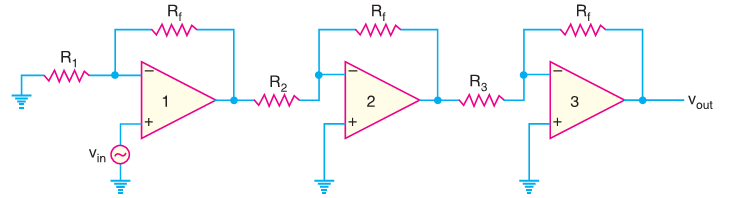 Rf Rf Rf
R1 R2 R3
− − −
1 2 3
+ + +
vout
vin